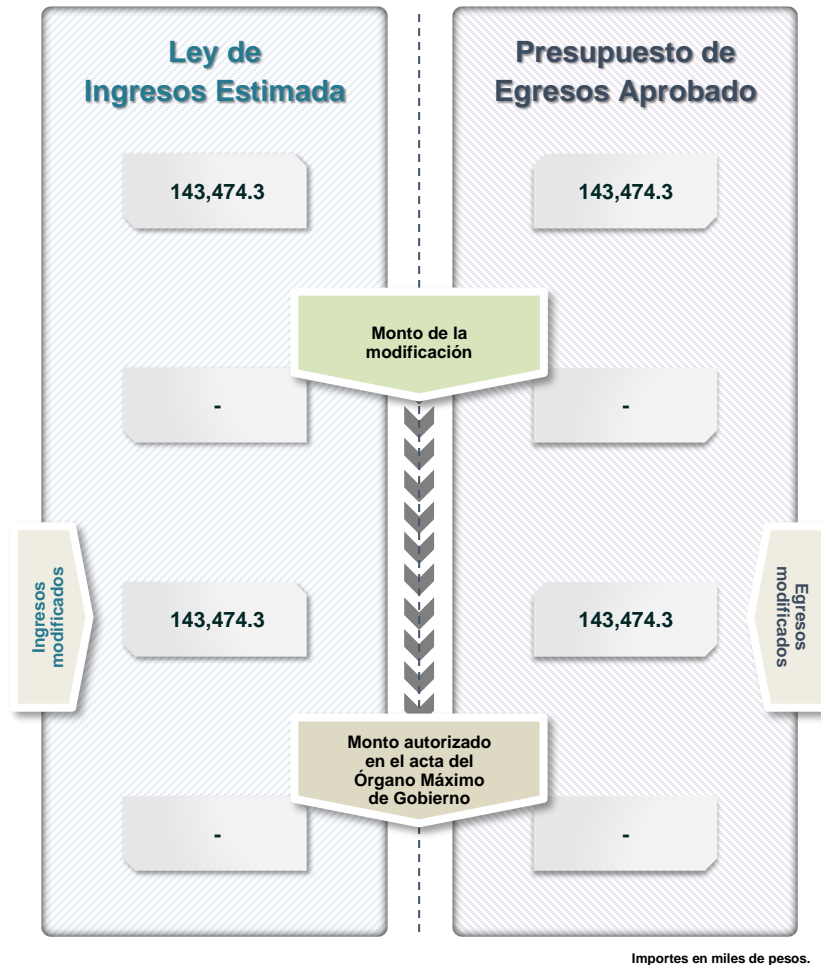 Ley de
Ingresos Estimada
Presupuesto de
Egresos Aprobado
143,474.3
143,474.3
Monto de la
modificación
-
-
Ingresos
modificados
143,474.3
143,474.3
Egresos
modificados
Monto autorizado
en el acta del
Órgano Máximo
de Gobierno
-
-
Importes en miles de pesos.